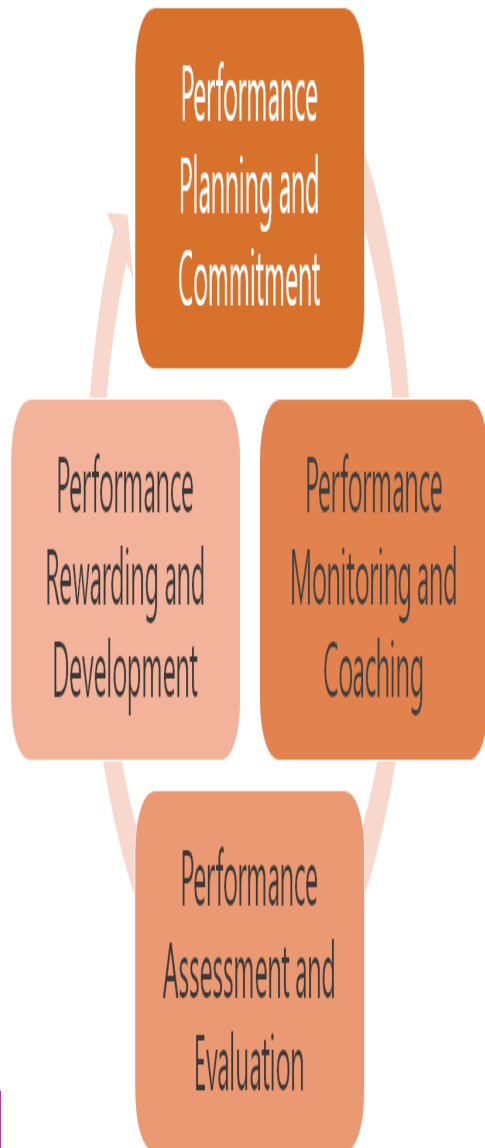 Performance
Planning and
Commitment
Performance
Monitoring and
Coaching
Performance
Assessment and
Evaluation
Performance
Rewarding and
Development